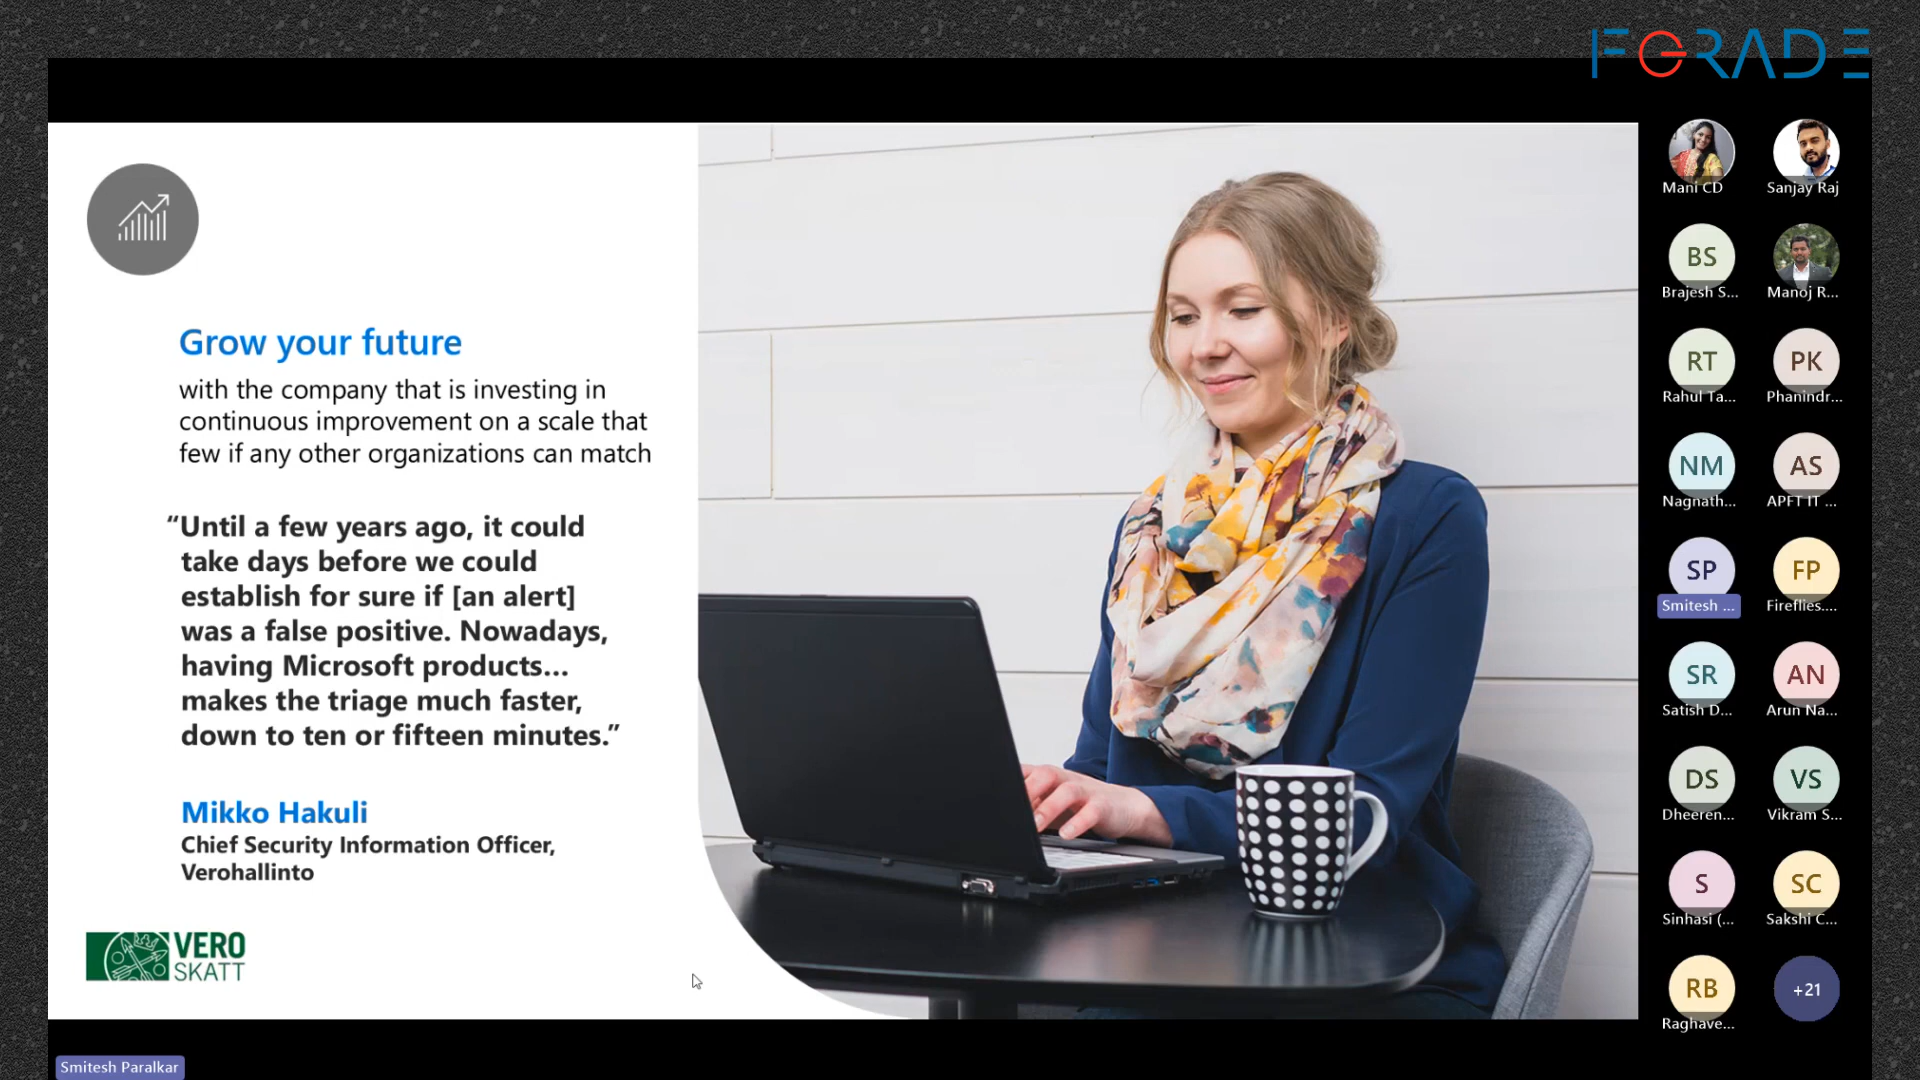 FGRADE
Grow your future
with the company that is investing in
continuous improvement on a scale that
few if any other organizations can match
“Until a few years ago, it could
take days before we could
establish for sure if [an alert]
was a false positive. Nowadays,
having Microsoft products...
makes the triage much faster,
down to ten or fifteen minutes.”
Mikko Hakuli
Chief Security Information Officer,
Verohallinto
VERO
SKATT
Smitesh Paralkar
Mani CD
Sanjay Raj
BS
Brajesh S...
Manoj R...
RT
Rahul Ta...
PK
Phanindr...
NM
Nagnath...
AS
APFT IT ...
SP
Smitesh ...
FP
Fireflies....
SR
Satish D...
AN
Arun Na...
DS
Dheeren...
VS
Vikram S...
S
Sinhasi (...
SC
Sakshi C...
RB
Raghave...
+21